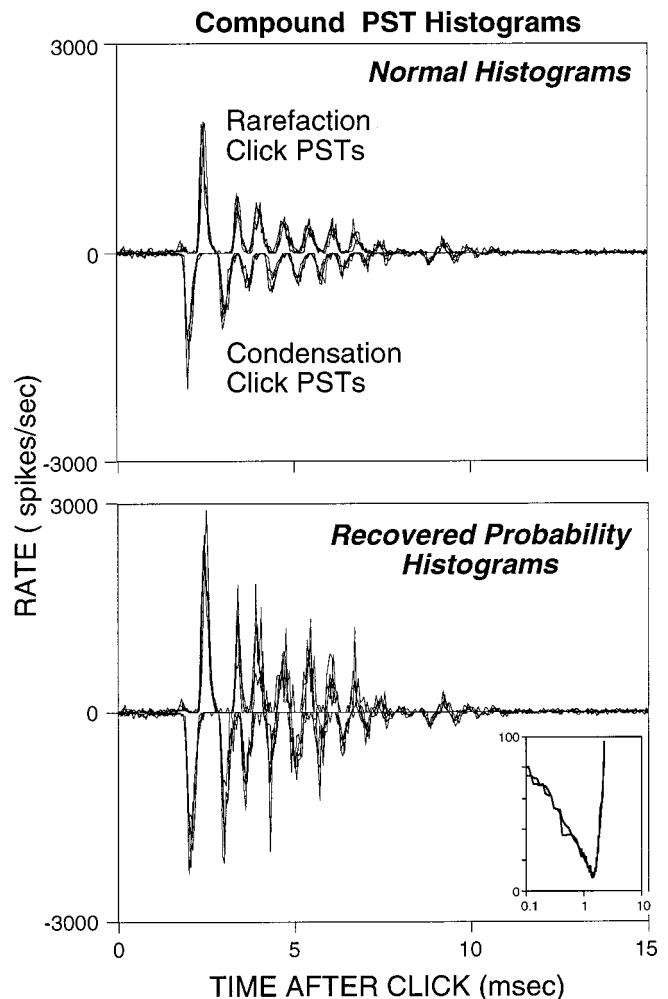 Compound PST Histograms
3000
Normal Histograms
Rarefaction
Click PSTs
0
Condensation
Click PSTs
-3000
RATE ( spikes/sec)
3000
Recovered Probability
Histograms
0
100
0
0.1 1 10
-3000
0 5 10 15
TIME AFTER CLICK (msec)